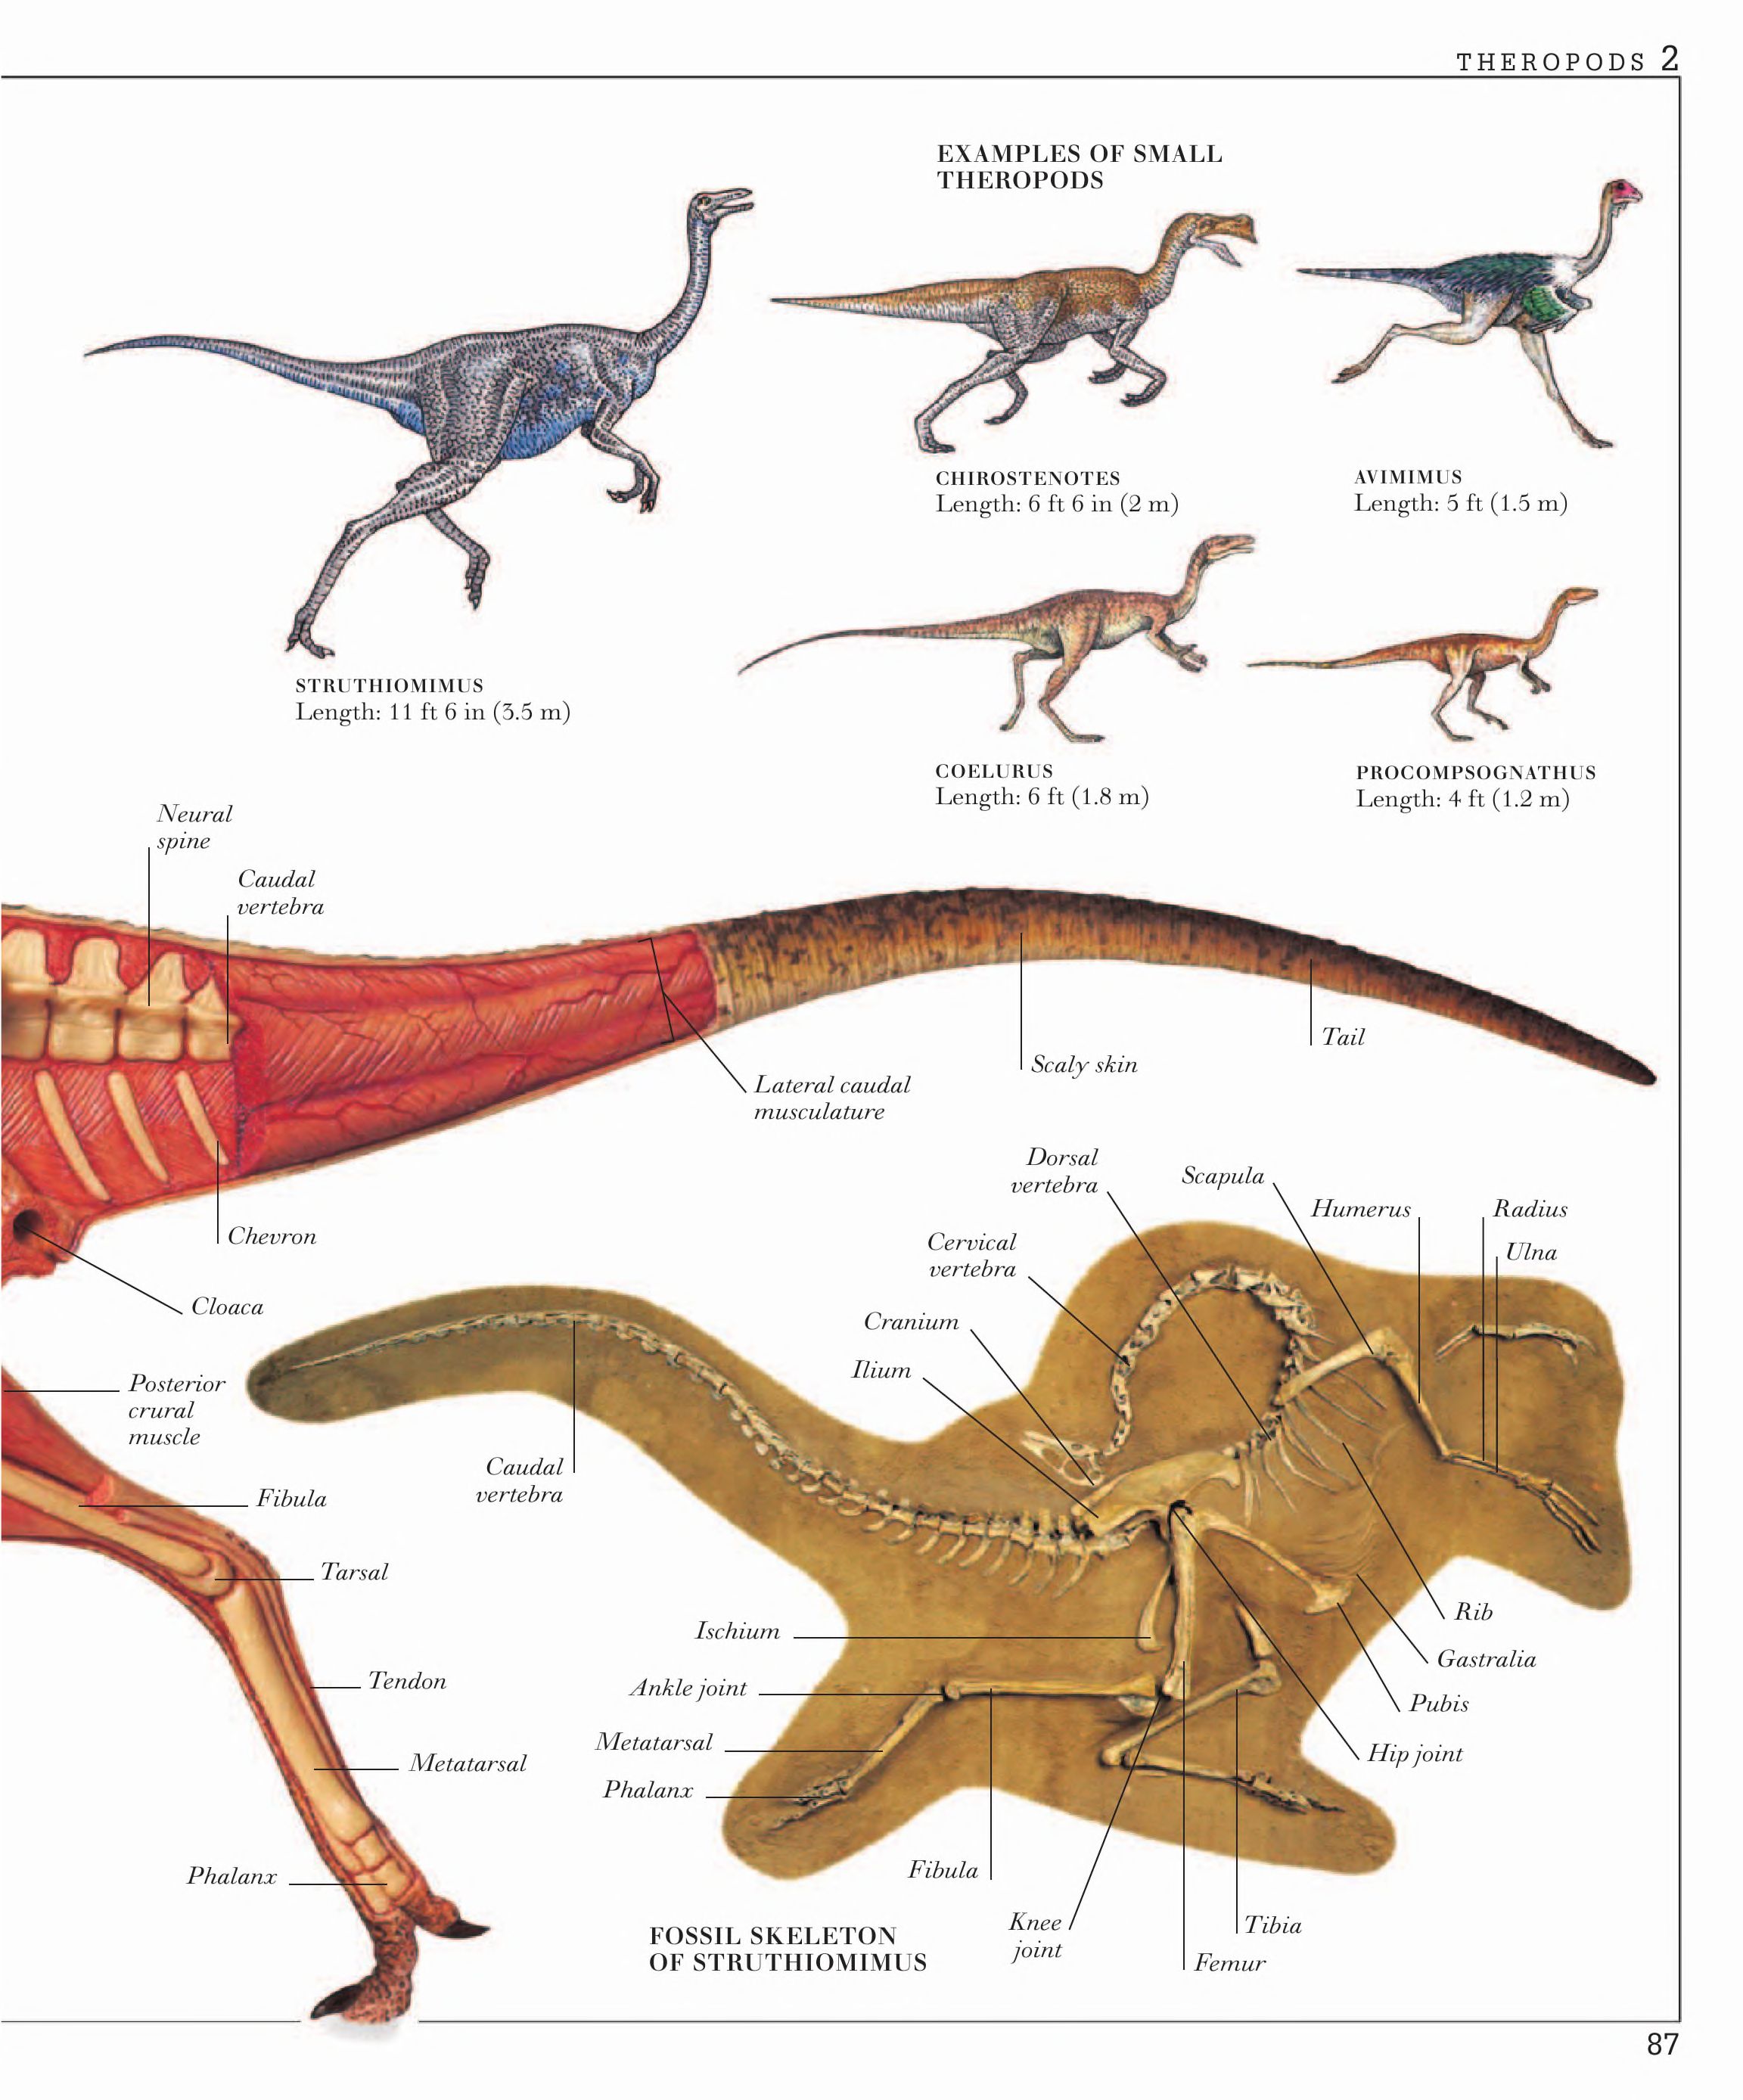 THEROPODS 2
EXAMPLES OF SMALL
THEROPODS
STRUTHIOMIMUS
Length: 11 ft 6 in (3.5 m)
CHIROSTENOTES
Length: 6 ft 6 in (2 m)
AVIMIMUS
Length: 5 ft (1.5 m)
COELURUS
Length: 6 ft (1.8 m)
PROCOMPSOGNATHUS
Length: 4 ft (1.2 m)
Neural
spine
Caudal
vertebra
Tail
Scaly skin
Lateral caudal
musculature
Chevron
Cloaca
Posterior
crural
muscle
Fibula
Tarsal
Tendon
Metatarsal
Phalanx
Dorsal
vertebra
Scapula
Humerus
Radius
Ulna
Cervical
vertebra
Cranium
Ilium
Caudal
vertebra
Ischium
Ankle joint
Metatarsal
Phalanx
Rib
Gastralia
Pubis
Hip joint
Fibula
Knee
joint
Tibia
Femur
FOSSIL SKELETON
OF STRUTHIOMIMUS
87